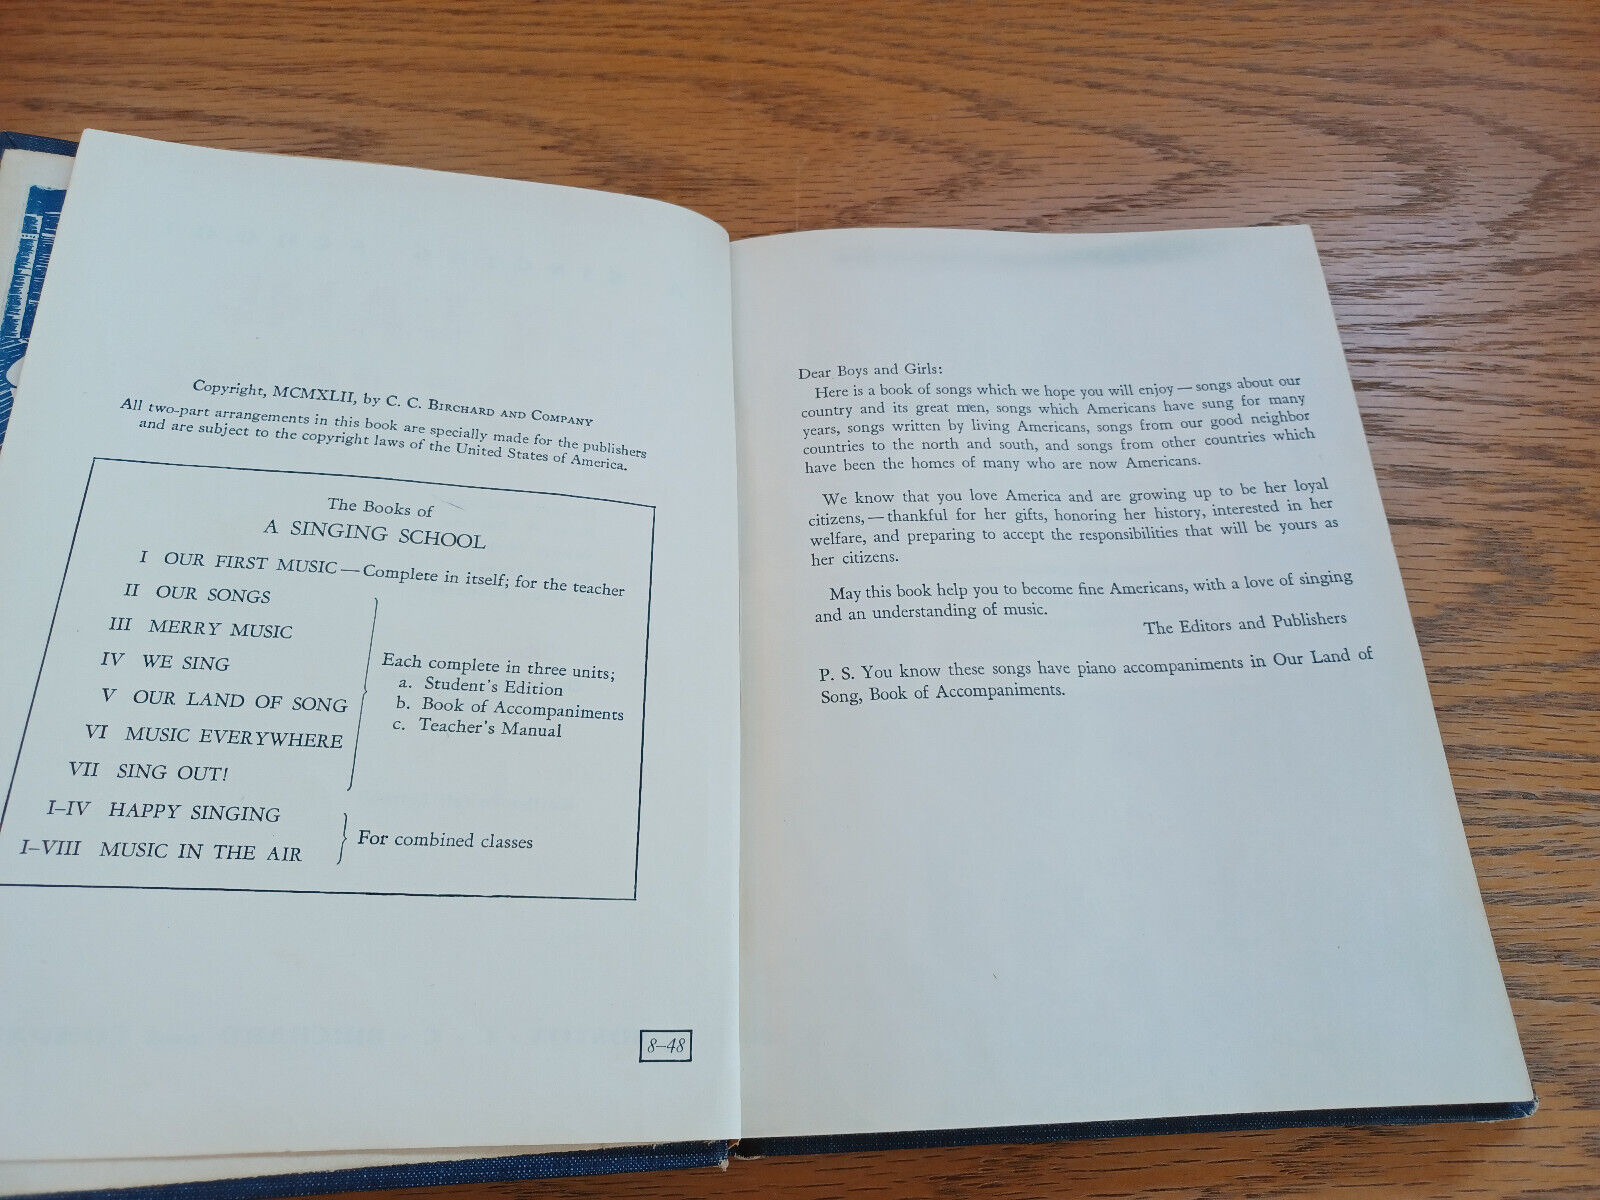 Copyright, MCMXLII, by C. C. Birchard and Company
All two-part arrangements in this book are specially made for the publishers
and are subject to the copyright laws of the United States of America.
The Books of
A SINGING SCHOOL
I OUR FIRST MUSIC—Complete in itself; for the teacher
II OUR SONGS
III MERRY MUSIC
IV WE SING
V OUR LAND OF SONG
VI MUSIC EVERYWHERE
VII SING OUT!
Each complete in three units;
a. Student's Edition
b. Book of Accompaniments
c. Teacher's Manual
I–IV HAPPY SINGING
I–VIII MUSIC IN THE AIR
For combined classes
8–48
Dear Boys and Girls:
Here is a book of songs which we hope you will enjoy—songs about our
country and its great men, songs which Americans have sung for many
years, songs written by living Americans, songs from our good neighbor
countries to the north and south, and songs from other countries which
have been the homes of many who are now Americans.
We know that you love America and are growing up to be her loyal
citizens,—thankful for her gifts, honoring her history, interested in her
welfare, and preparing to accept the responsibilities that will be yours as
her citizens.
May this book help you to become fine Americans, with a love of singing
and an understanding of music.
The Editors and Publishers
P. S. You know these songs have piano accompaniments in Our Land of
Song, Book of Accompaniments.